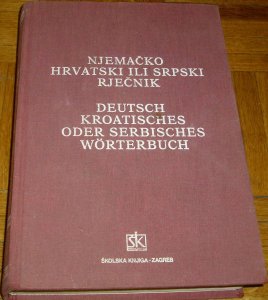 NJEMAČKO
HRVATSKI ILI SRPSKI
RJEČNIK
DEUTSCH
KROATISCHES
ODER SERBISCHES
WÖRTERBUCH
ŠK
ŠKOLSKA KNJIGA-ZAGREB